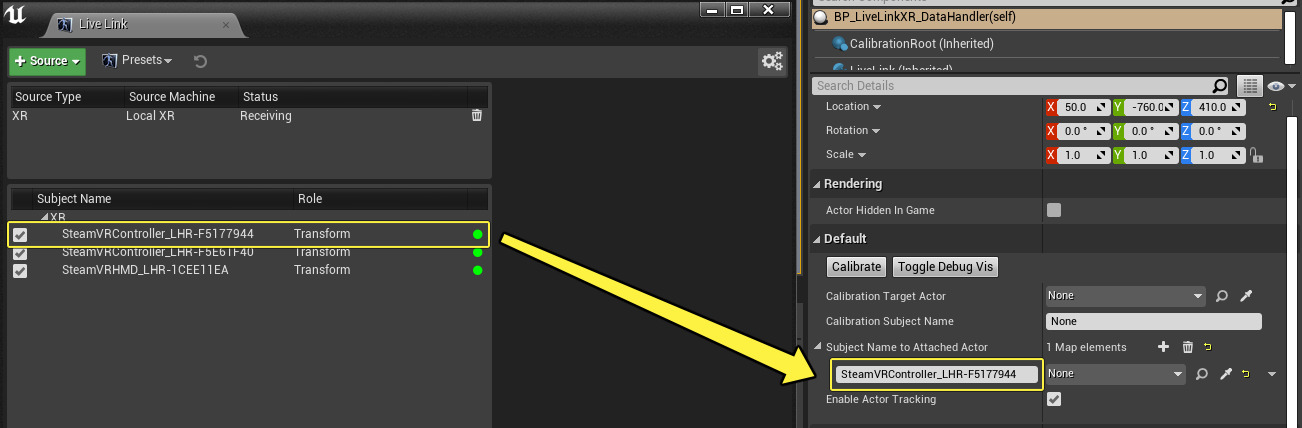 Live Link
Source
Presets
Source Type Source Machine Status
XR Local XR Receiving
Subject Name Role
XR
SteamVRController_LHR-F5177944 Transform
SteamVRController_LHR-F5E61F40 Transform
SteamVRHMD_LHR-1CEE11EA Transform
Search Components
BP_LiveLinkXR_DataHandler(self)
CalibrationRoot (Inherited)
LiveLink (Inherited)
Search Details
Location X 50.0 Y -760.0 Z 410.0
Rotation X 0.0 ° Y 0.0 ° Z 0.0 °
Scale X 1.0 Y 1.0 Z 1.0
Rendering
Actor Hidden In Game
Default
Calibrate Toggle Debug Vis
Calibration Target Actor None
Calibration Subject Name None
Subject Name to Attached Actor 1 Map elements
SteamVRController_LHR-F5177944 None
Enable Actor Tracking